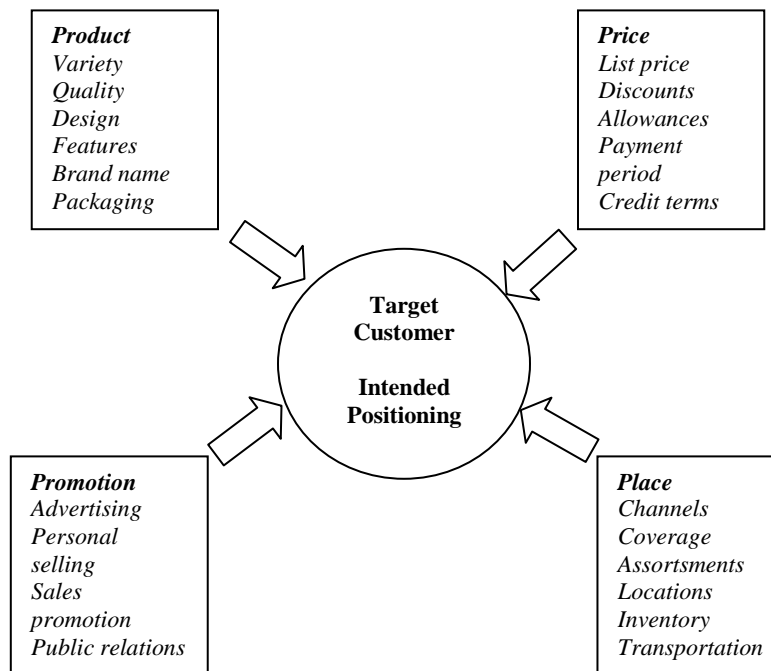 Product
Variety
Quality
Design
Features
Brand name
Packaging
Price
List price
Discounts
Allowances
Payment
period
Credit terms
Target
Customer
Intended
Positioning
Promotion
Advertising
Personal
selling
Sales
promotion
Public relations
Place
Channels
Coverage
Assortsments
Locations
Inventory
Transportation